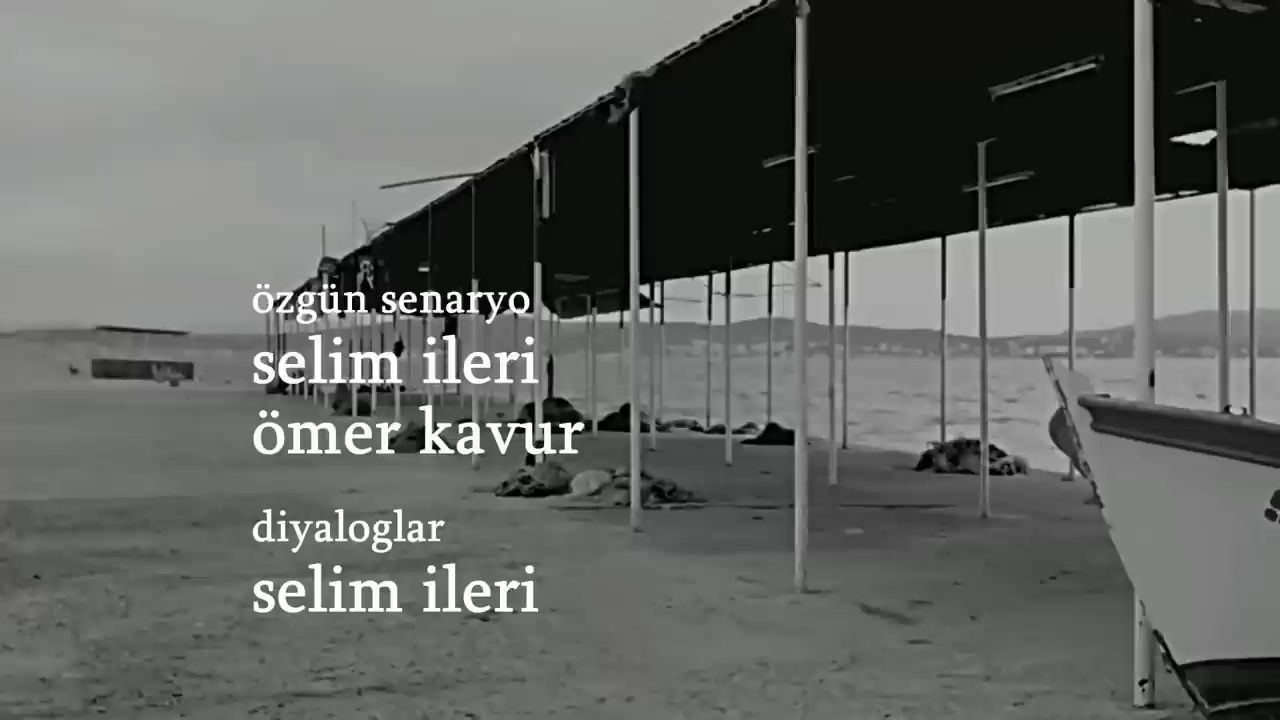 özgün senaryo
selim ileri
ömer kavur
diyaloglar
selim ileri